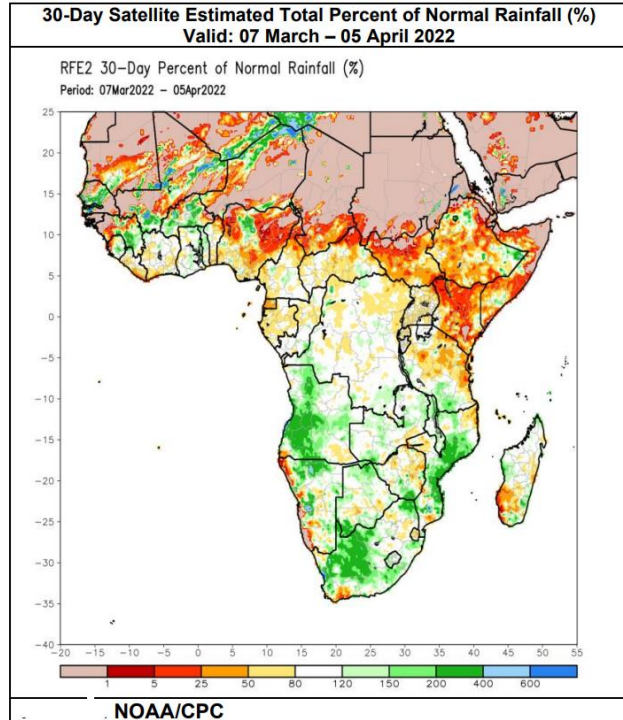 30-Day Satellite Estimated Total Percent of Normal Rainfall (%)
Valid: 07 March – 05 April 2022
RFE2 30-Day Percent of Normal Rainfall (%)
Period: 07Mar2022 – 05Apr2022
25
20
15
10
5
0
−5
−10
−15
−20
−25
−30
−35
−40
−20 −15 −10 −5 0 5 10 15 20 25 30 35 40 45 50 55
1 5 25 50 80 120 150 200 400 600
NOAA/CPC